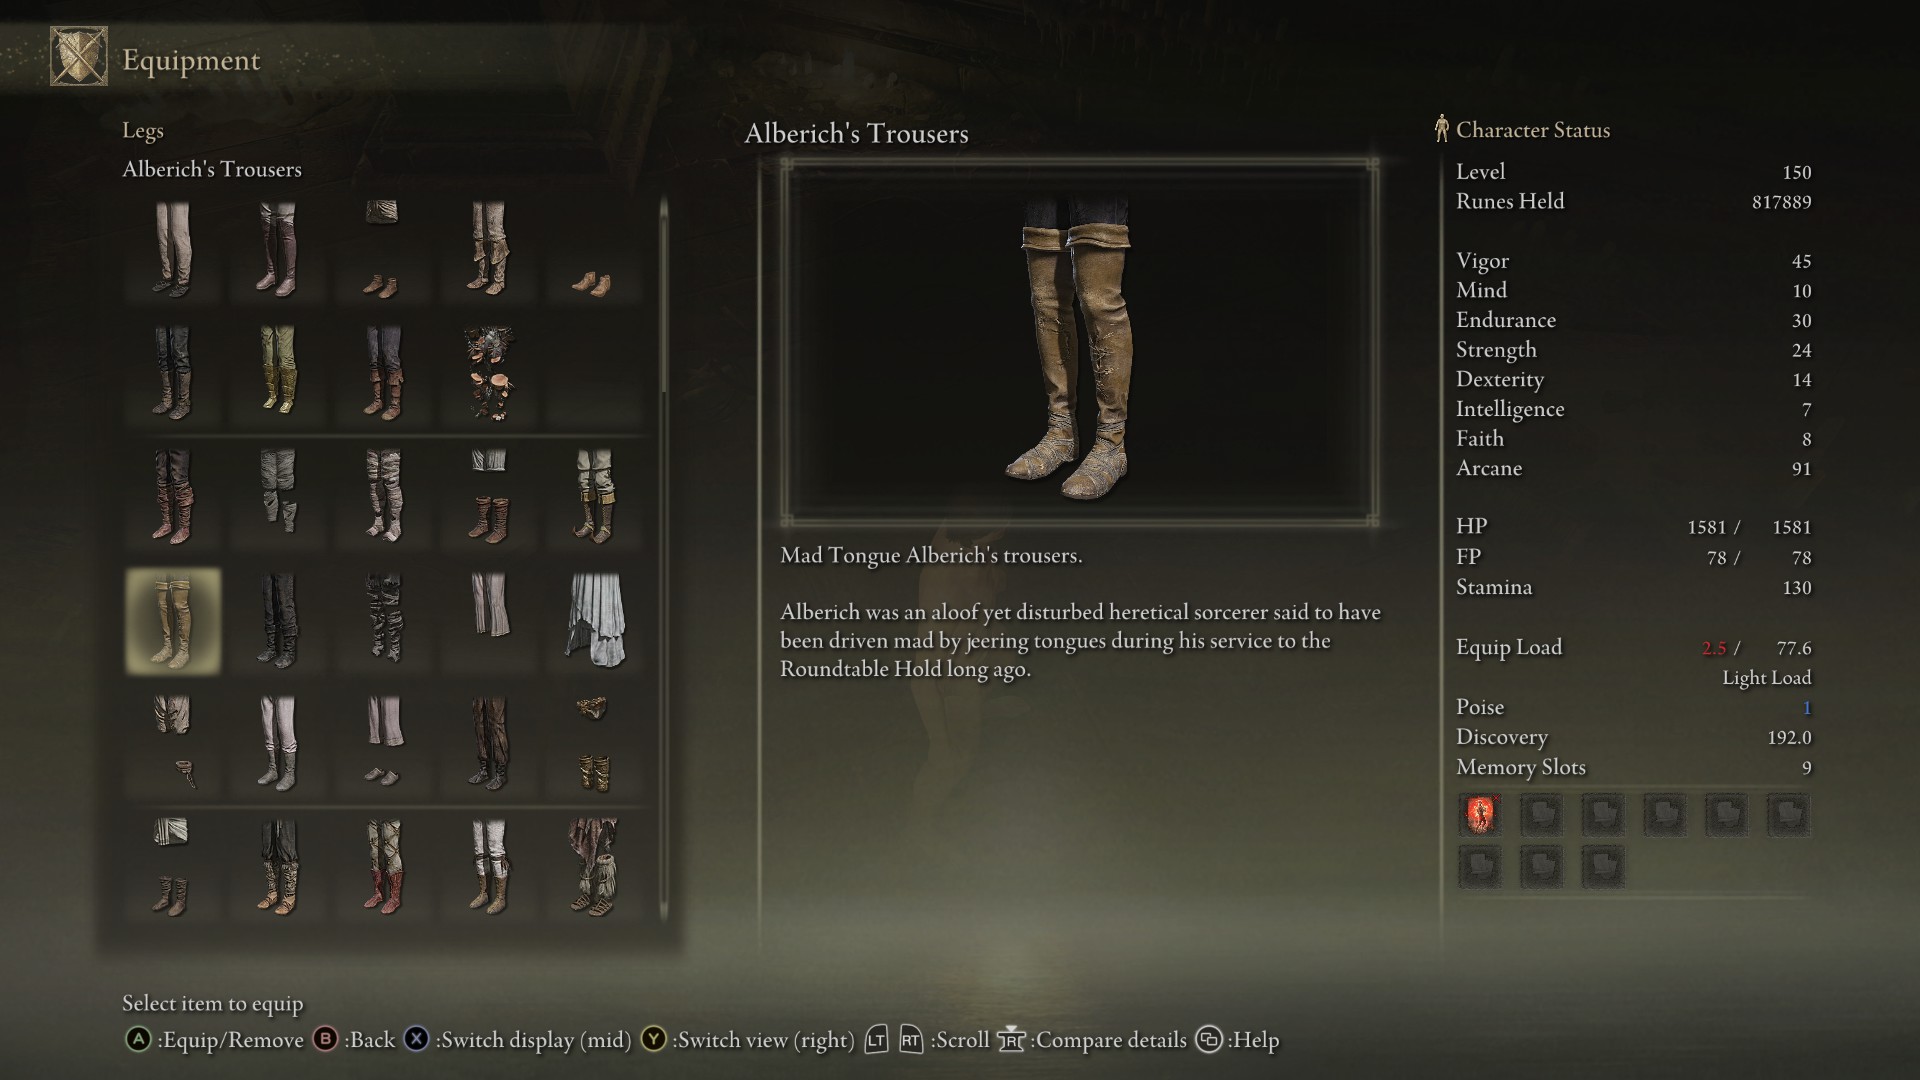 Equipment
Legs
Alberich's Trousers
Alberich's Trousers
Mad Tongue Alberich's trousers.
Alberich was an aloof yet disturbed heretical sorcerer said to have
been driven mad by jeering tongues during his service to the
Roundtable Hold long ago.
Character Status
Level 150
Runes Held 817889
Vigor 45
Mind 10
Endurance 30
Strength 24
Dexterity 14
Intelligence 7
Faith 8
Arcane 91
HP 1581 / 1581
FP 78 / 78
Stamina 130
Equip Load 2.5 / 77.6
Light Load
Poise 1
Discovery 192.0
Memory Slots 9
Select item to equip
A :Equip/Remove B :Back X :Switch display (mid) Y :Switch view (right) LT RT :Scroll R :Compare details :Help